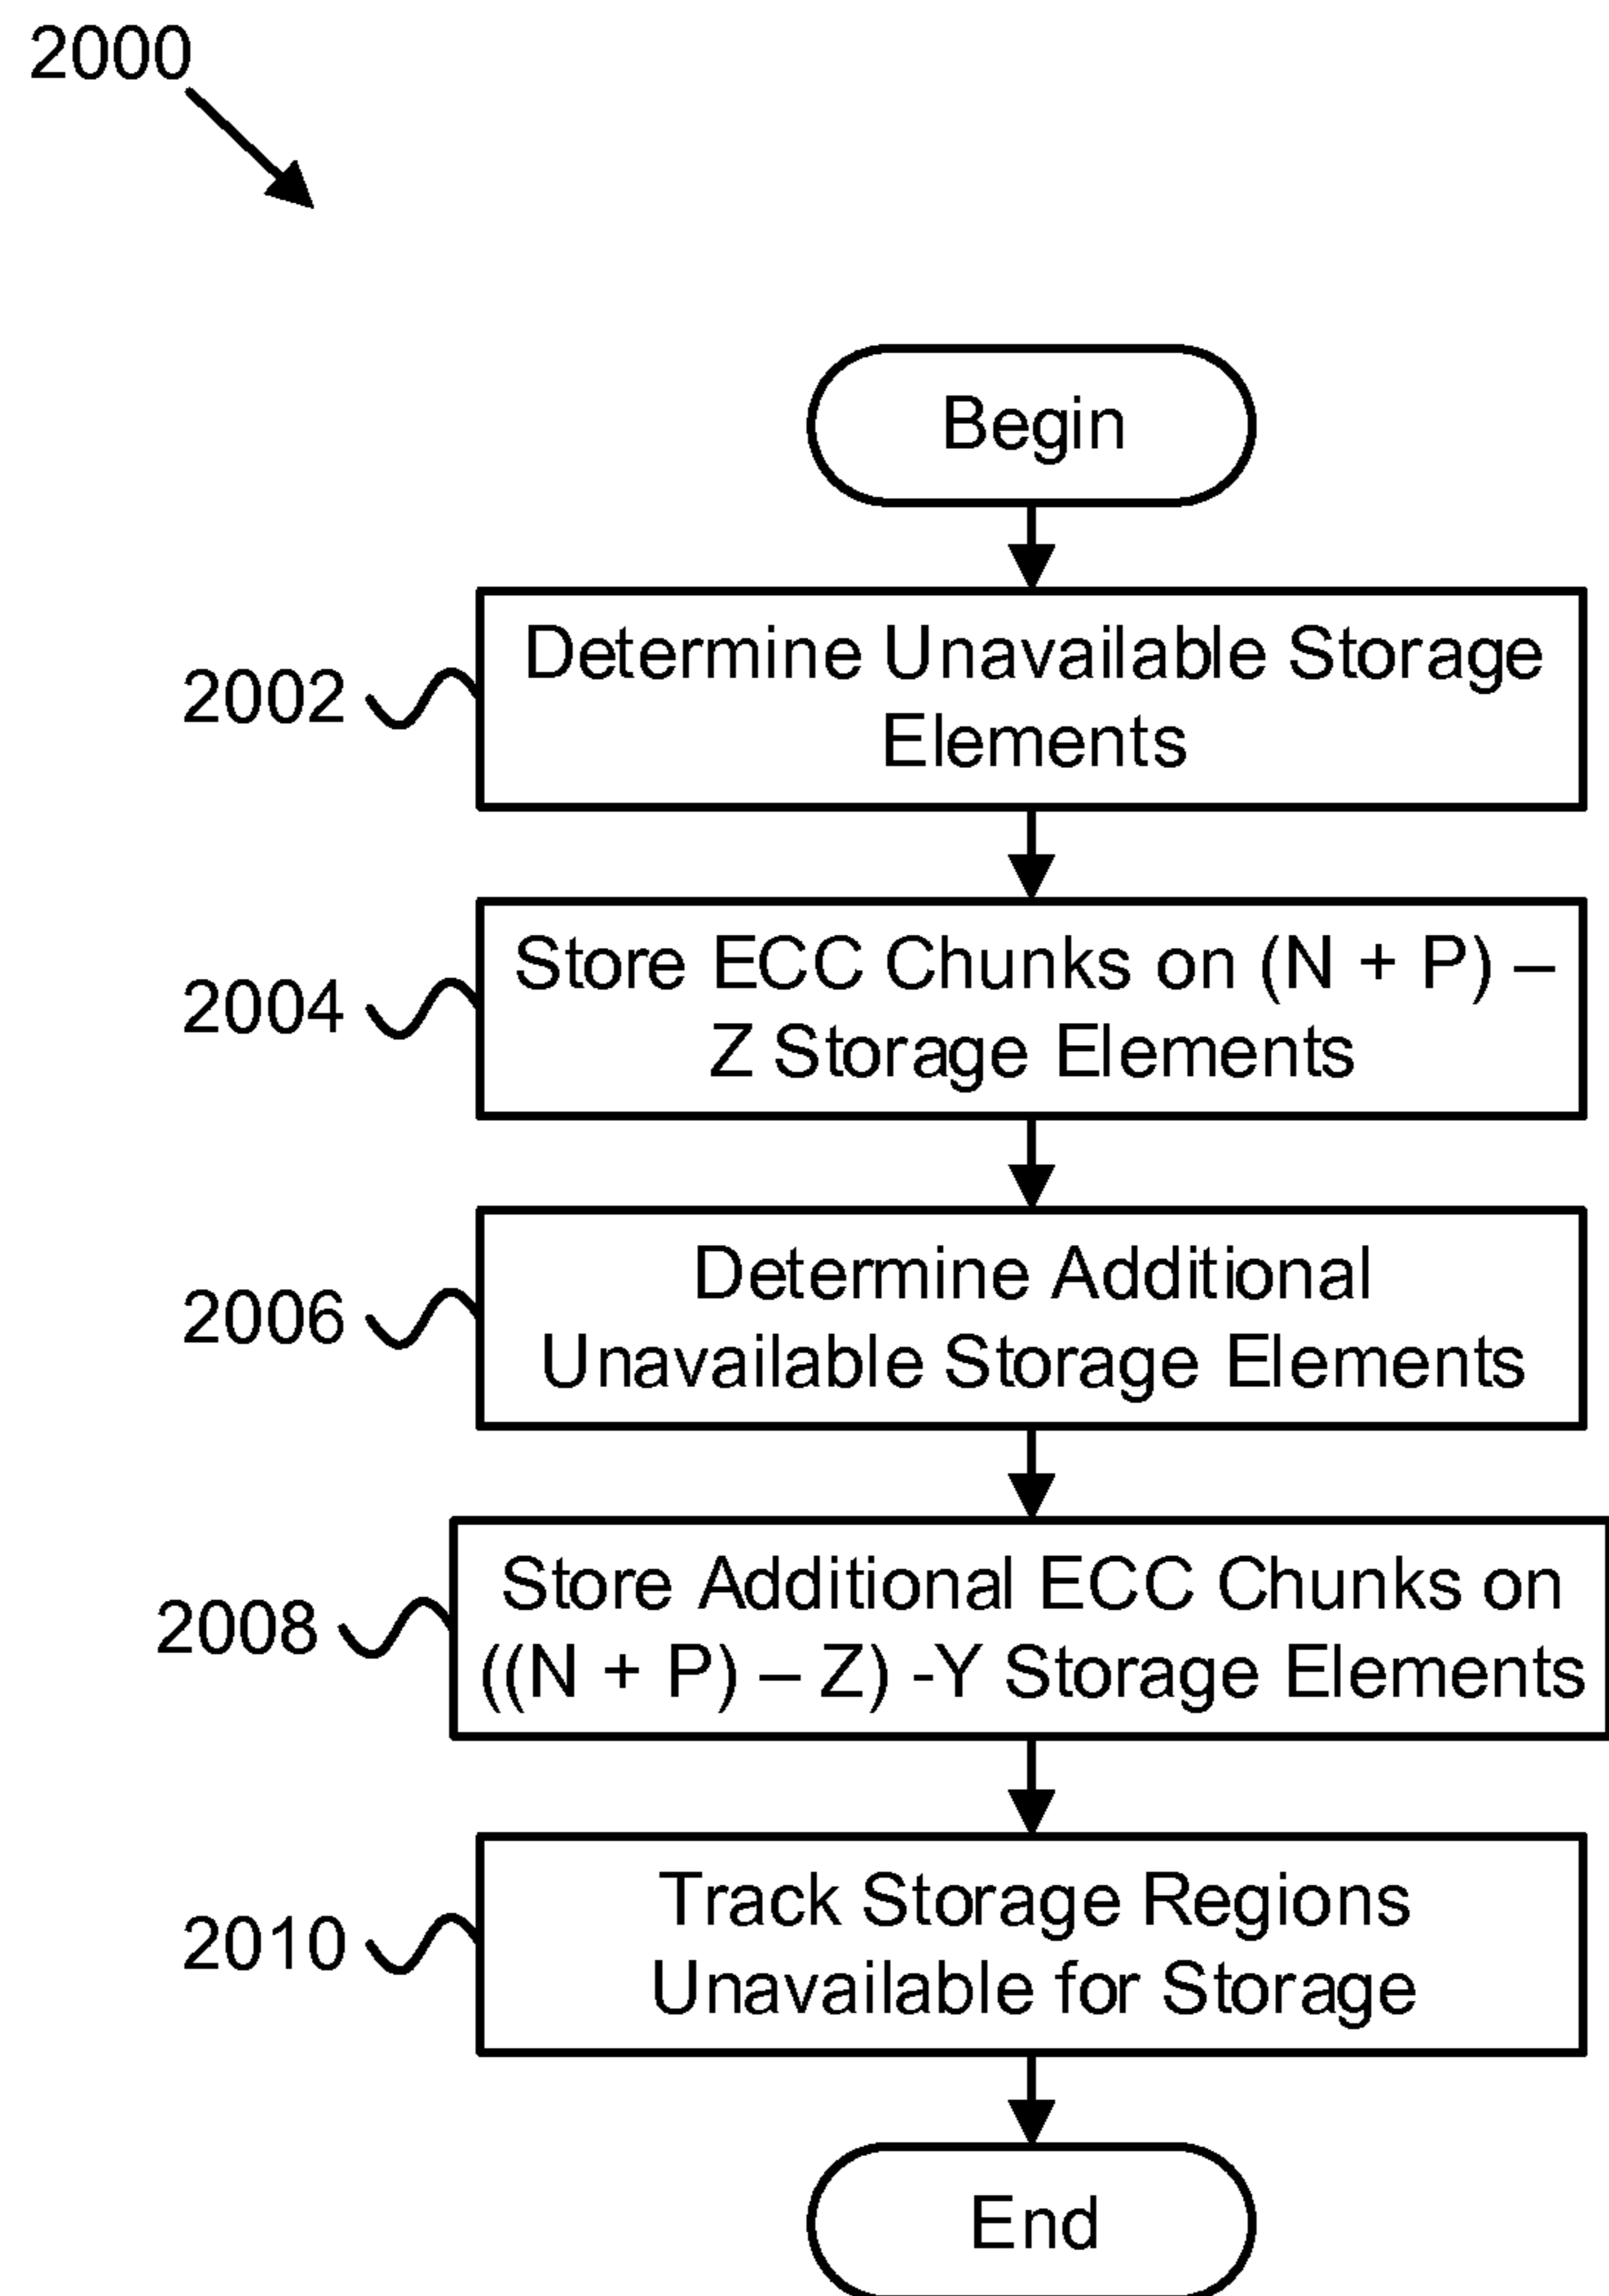 2000
Begin
2002
Determine Unavailable Storage
Elements
2004
Store ECC Chunks on (N + P) –
Z Storage Elements
2006
Determine Additional
Unavailable Storage Elements
2008
Store Additional ECC Chunks on
((N + P) – Z) -Y Storage Elements
2010
Track Storage Regions
Unavailable for Storage
End